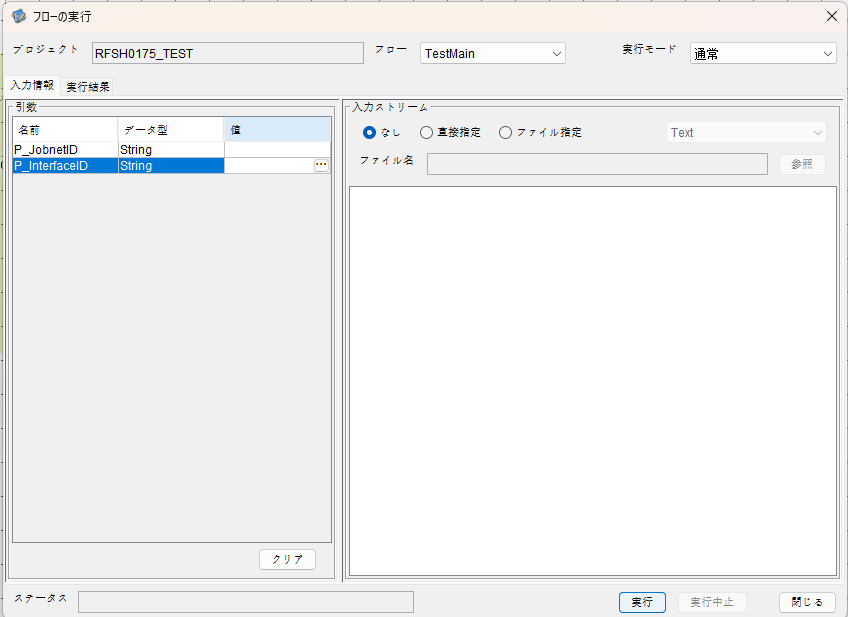 フローの実行
プロジェクト RFSH0175_TEST フロー TestMain 実行モード 通常
入力情報 実行結果
引数
名前 データ型 値
P_JobnetID String
P_InterfaceID String ...
クリア
入力ストリーム
なし 直接指定 ファイル指定 Text
ファイル名 参照
ステータス 実行 実行中止 閉じる